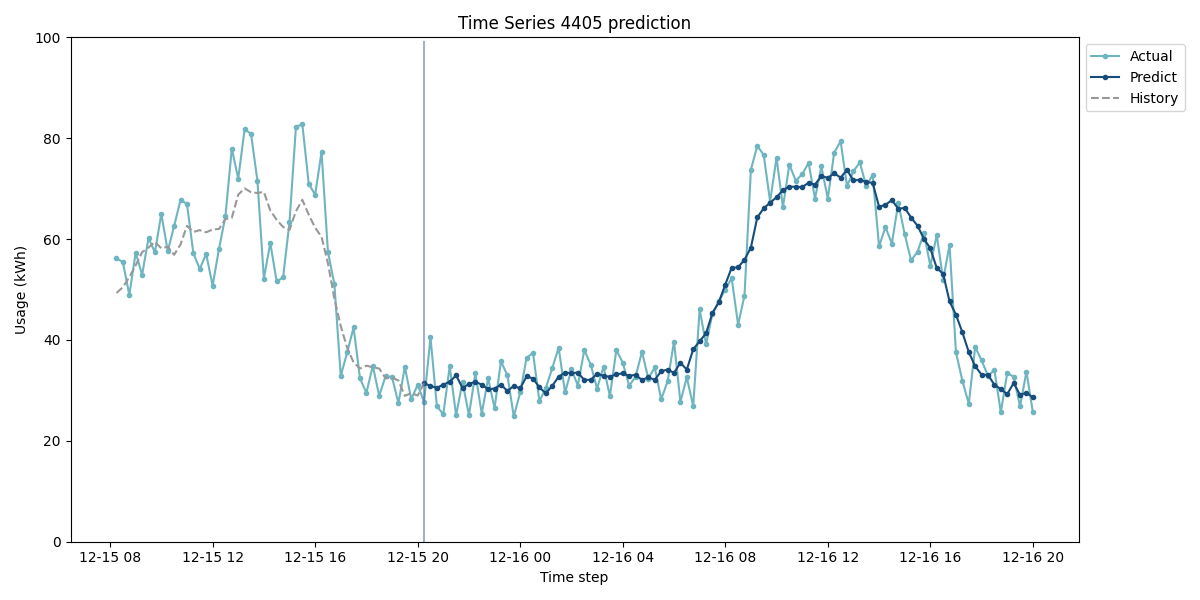 Time Series 4405 prediction
100
80
60
40
20
0
Usage (kWh)
12-15 08
12-15 12
12-15 16
12-15 20
12-16 00
12-16 04
12-16 08
12-16 12
12-16 16
12-16 20
Time step
Actual
Predict
History